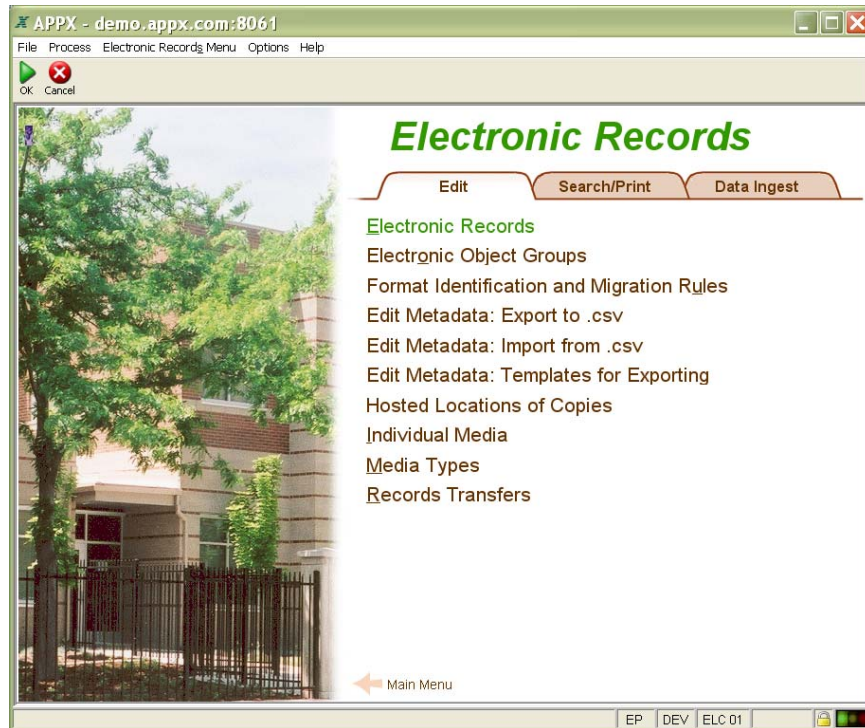 APPX - demo.appx.com:8061
File Process Electronic Records Menu Options Help
OK Cancel
Electronic Records
Edit Search/Print Data Ingest
Electronic Records
Electronic Object Groups
Format Identification and Migration Rules
Edit Metadata: Export to .csv
Edit Metadata: Import from .csv
Edit Metadata: Templates for Exporting
Hosted Locations of Copies
Individual Media
Media Types
Records Transfers
Main Menu
EP DEV ELC 01